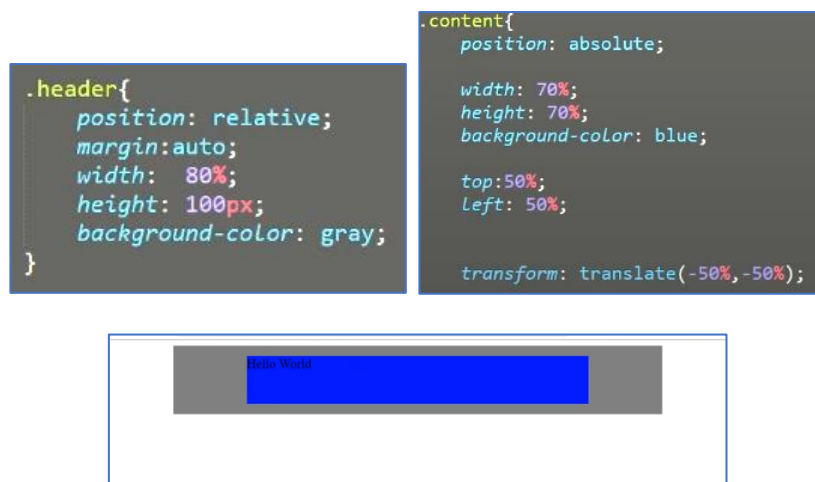 .header{
position: relative;
margin:auto;
width: 80%;
height: 100px;
background-color: gray;
}
.content{
position: absolute;
width: 70%;
height: 70%;
background-color: blue;
top:50%;
left: 50%;
transform: translate(-50%,-50%);
Hello World